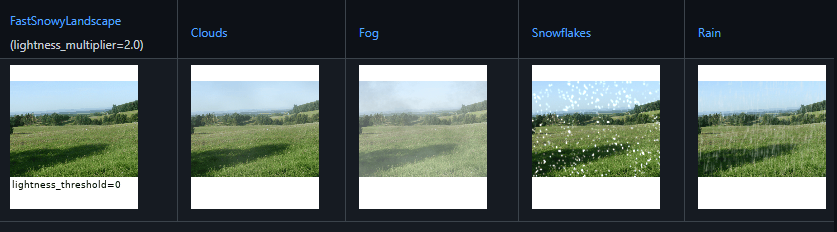 FastSnowyLandscape
(lightness_multiplier=2.0)
Clouds
Fog
Snowflakes
Rain
lightness_threshold=0